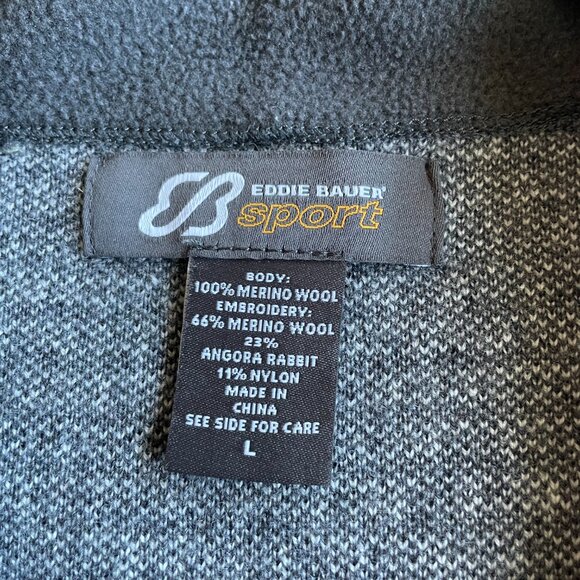 EB EDDIE BAUER®
sport
BODY:
100% MERINO WOOL
EMBROIDERY:
66% MERINO WOOL
23%
ANGORA RABBIT
11% NYLON
MADE IN
CHINA
SEE SIDE FOR CARE
L